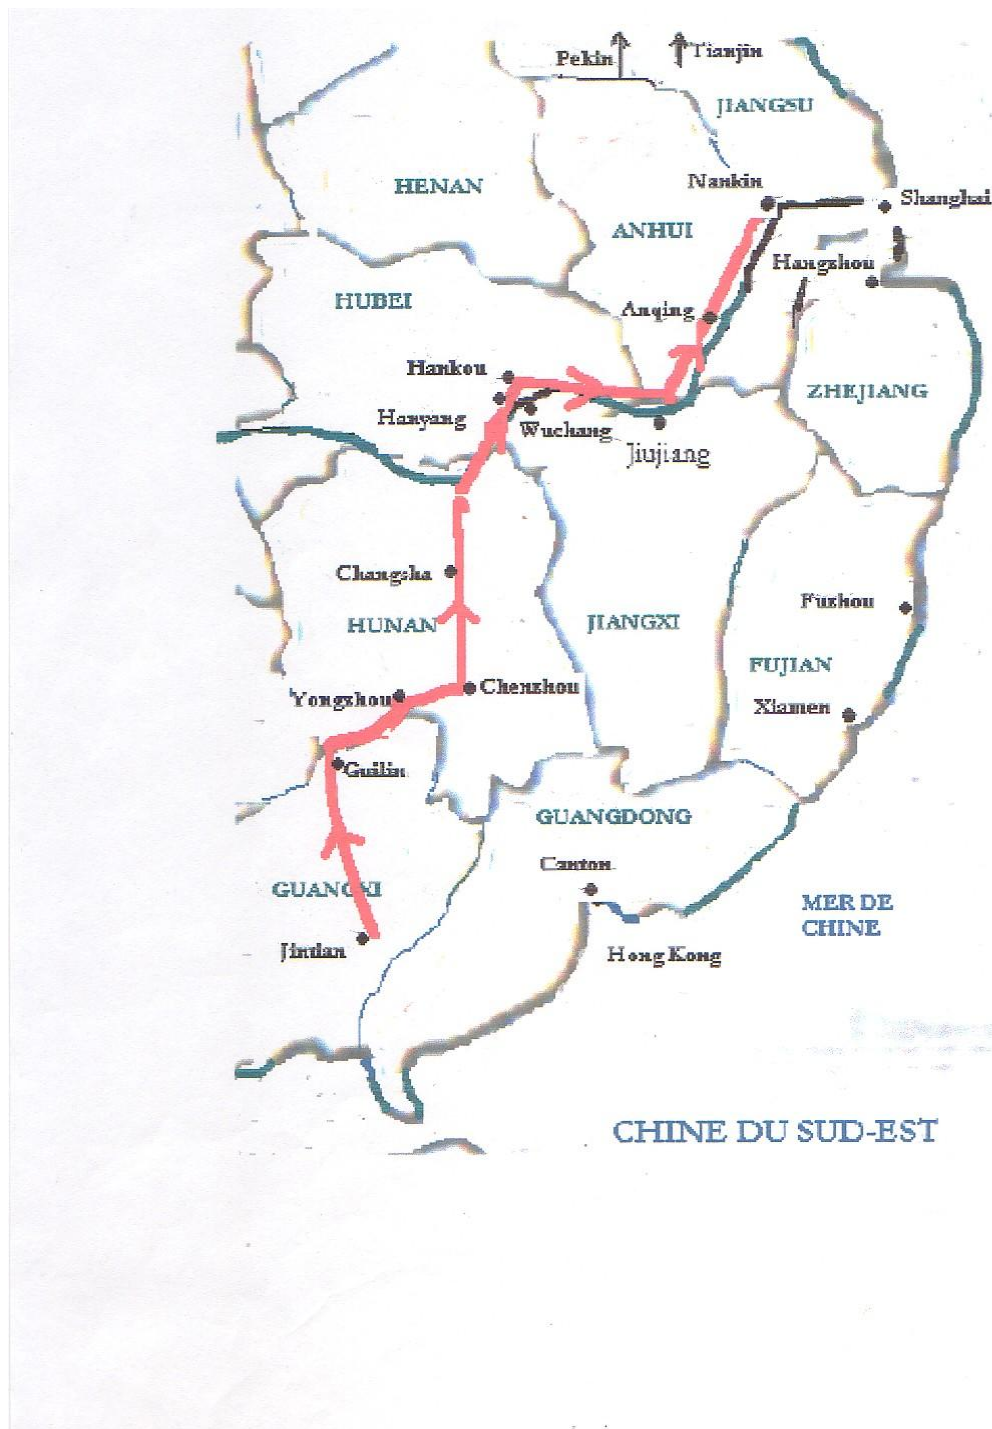 Pekin
Tianjin
JIANGSU
HENAN
Nankin
Shanghai
ANHUI
Hangzhou
HUBEI
Anqing
Hankou
ZHEJIANG
Hanyang
Wuchang
Jiujiang
Changsha
Fuzhou
HUNAN
JIANGXI
FUJIAN
Yongzhou
Chenzhou
Xiamen
Guilin
GUANGDONG
Canton
GUANGXI
MER DE
CHINE
Jintian
Hong Kong
CHINE DU SUD-EST